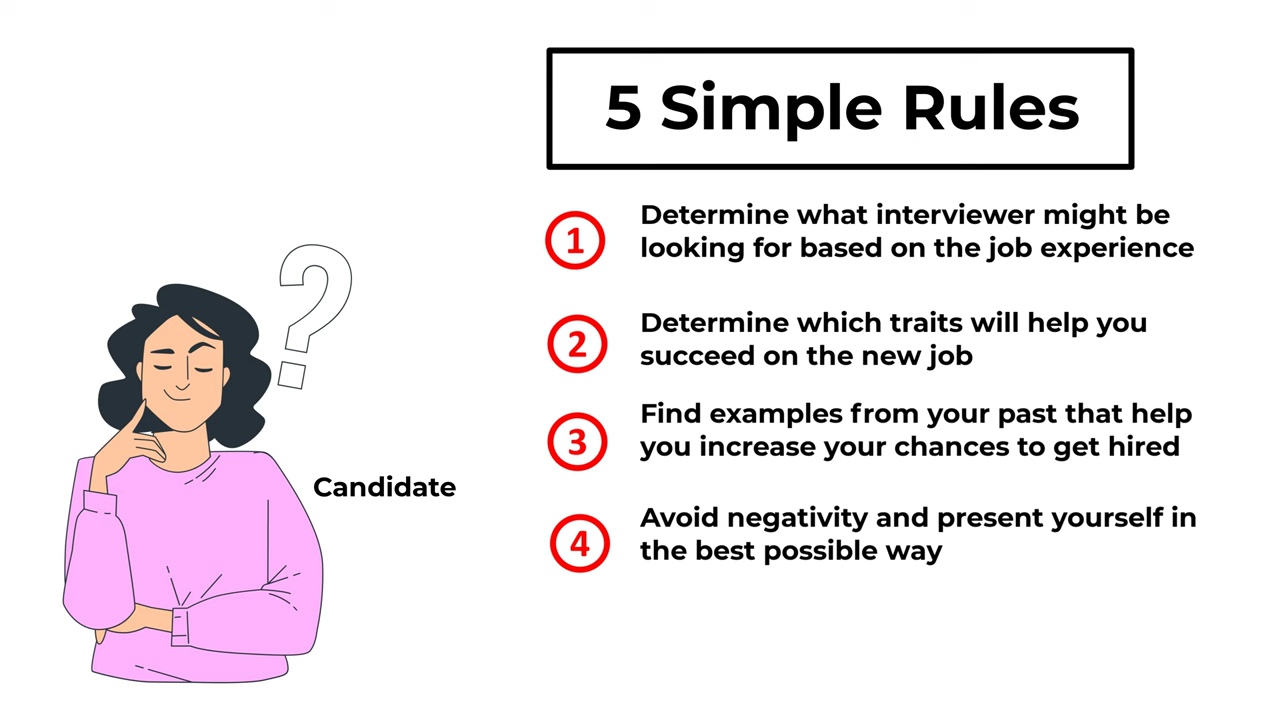 5 Simple Rules
1
Determine what interviewer might be
looking for based on the job experience
2
Determine which traits will help you
succeed on the new job
3
Find examples from your past that help
you increase your chances to get hired
Candidate
4
Avoid negativity and present yourself in
the best possible way
?